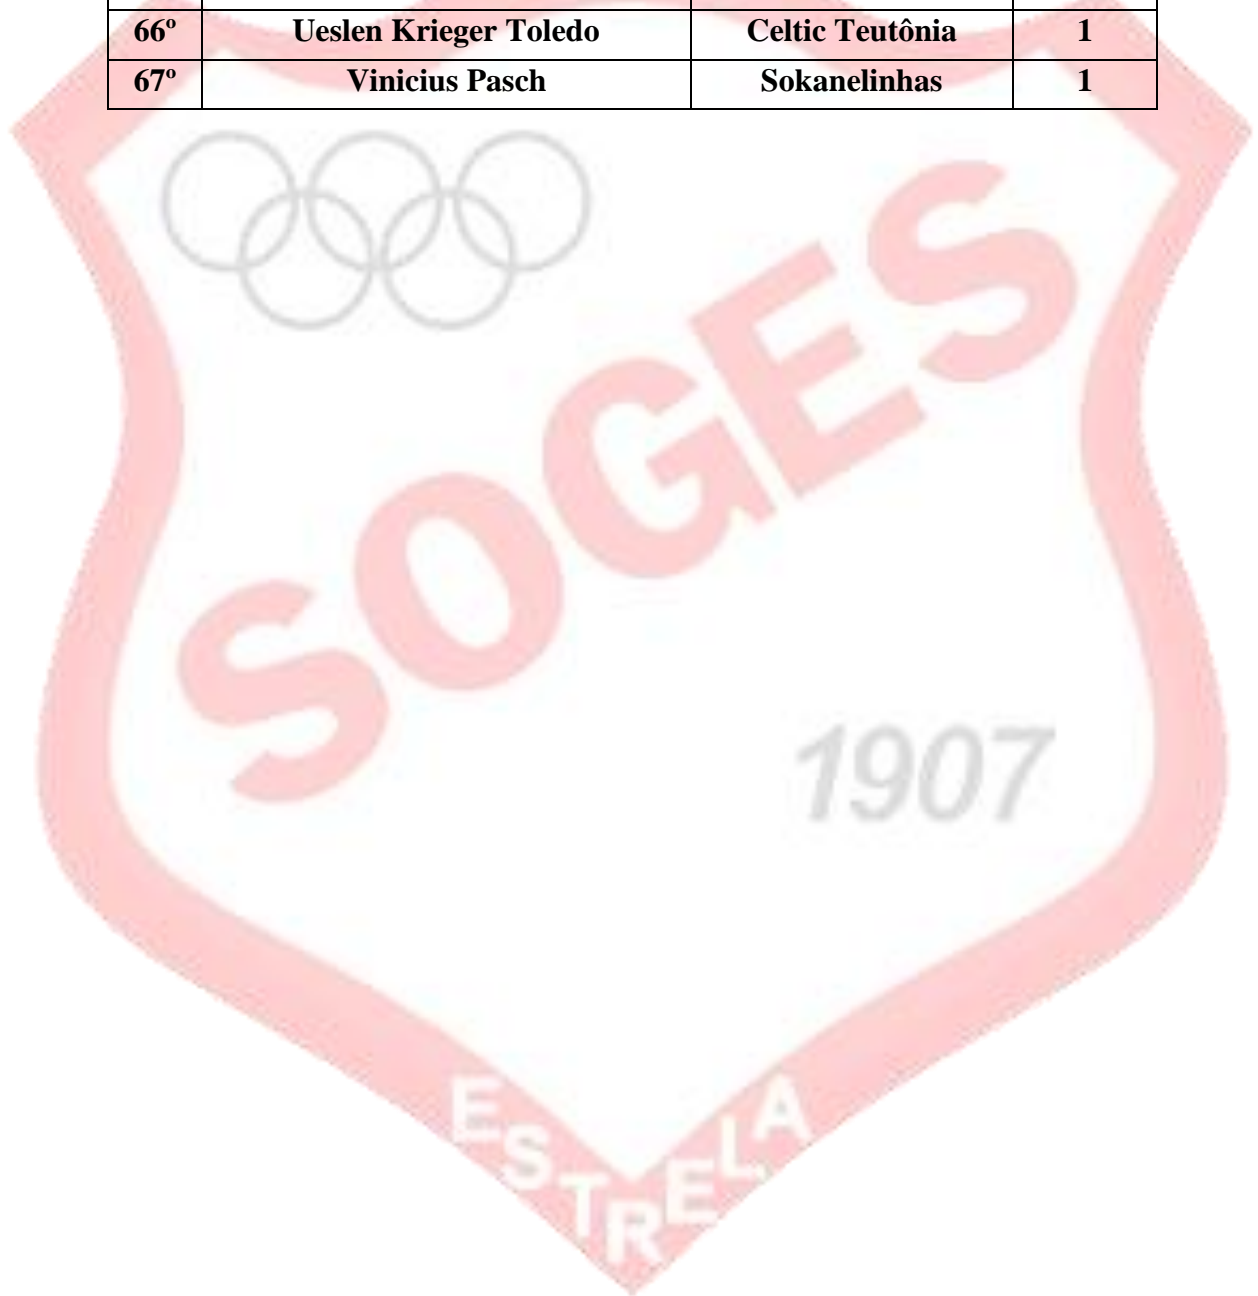 66º Ueslen Krieger Toledo Celtic Teutônia 1
67º Vinicius Pasch Sokanelinhas 1
SOGES
1907
ESTRELA